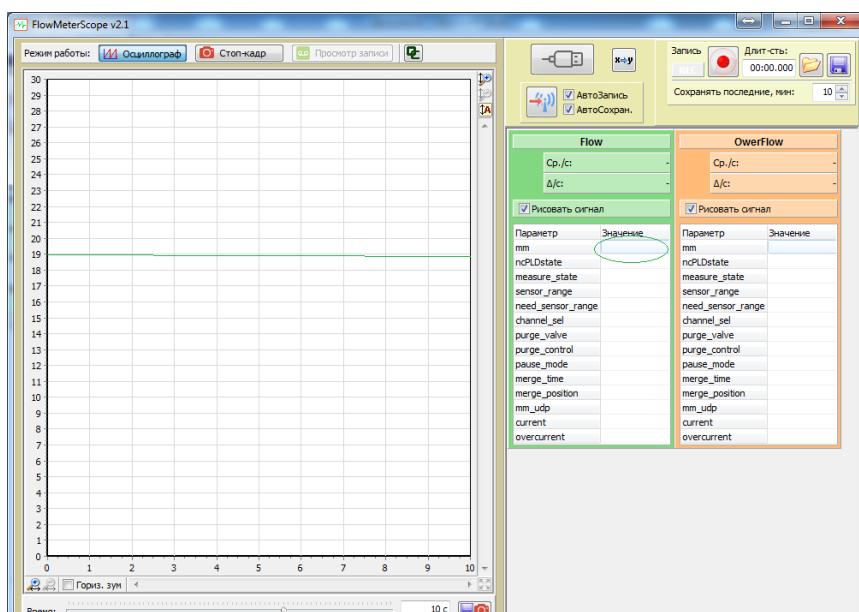 FlowMeterScope v2.1
Режим работы: Осциллограф Стоп-кадр Просмотр записи
Запись Длит-сть:
REC 00:00.000
Сохранять последние, мин: 10
x⇒y
АвтоЗапись
АвтоСохран.
30
29
28
27
26
25
24
23
22
21
20
19
18
17
16
15
14
13
12
11
10
9
8
7
6
5
4
3
2
1
0
0 1 2 3 4 5 6 7 8 9 10
A
Гориз. зум
Время: 10 с
Flow
Ср./с: -
Δ/с: -
Рисовать сигнал
Параметр Значение
mm
ncPLDstate
measure_state
sensor_range
need_sensor_range
channel_sel
purge_valve
purge_control
pause_mode
merge_time
merge_position
mm_udp
current
overcurrent
OwerFlow
Ср./с: -
Δ/с: -
Рисовать сигнал
Параметр Значение
mm
ncPLDstate
measure_state
sensor_range
need_sensor_range
channel_sel
purge_valve
purge_control
pause_mode
merge_time
merge_position
mm_udp
current
overcurrent